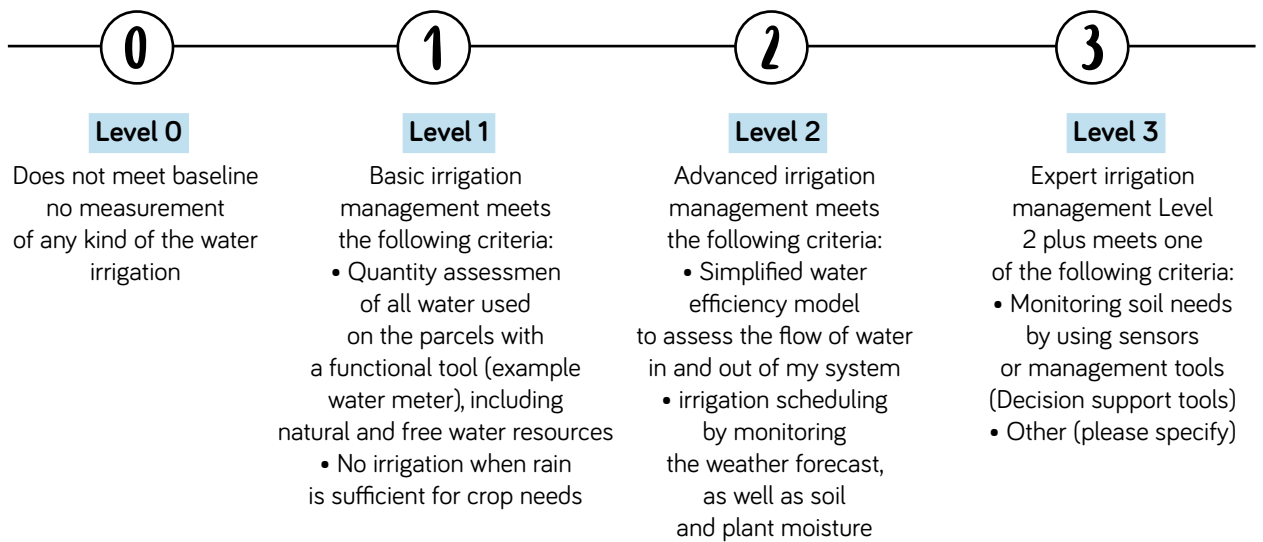 0
1
2
3
Level 0
Does not meet baseline
no measurement
of any kind of the water
irrigation
Level 1
Basic irrigation
management meets
the following criteria:
• Quantity assessmen
of all water used
on the parcels with
a functional tool (example
water meter), including
natural and free water resources
• No irrigation when rain
is sufficient for crop needs
Level 2
Advanced irrigation
management meets
the following criteria:
• Simplified water
efficiency model
to assess the flow of water
in and out of my system
• irrigation scheduling
by monitoring
the weather forecast,
as well as soil
and plant moisture
Level 3
Expert irrigation
management Level
2 plus meets one
of the following criteria:
• Monitoring soil needs
by using sensors
or management tools
(Decision support tools)
• Other (please specify)